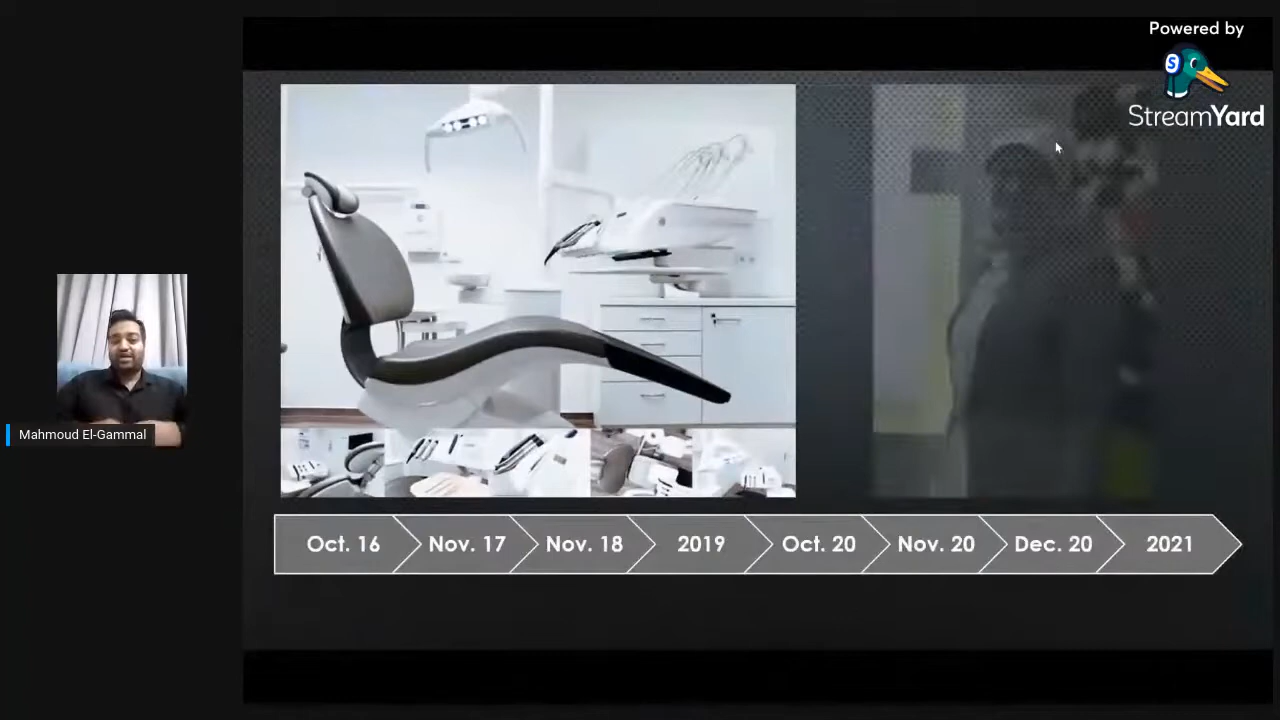 Powered by
StreamYard
Mahmoud El-Gammal
Oct. 16
Nov. 17
Nov. 18
2019
Oct. 20
Nov. 20
Dec. 20
2021